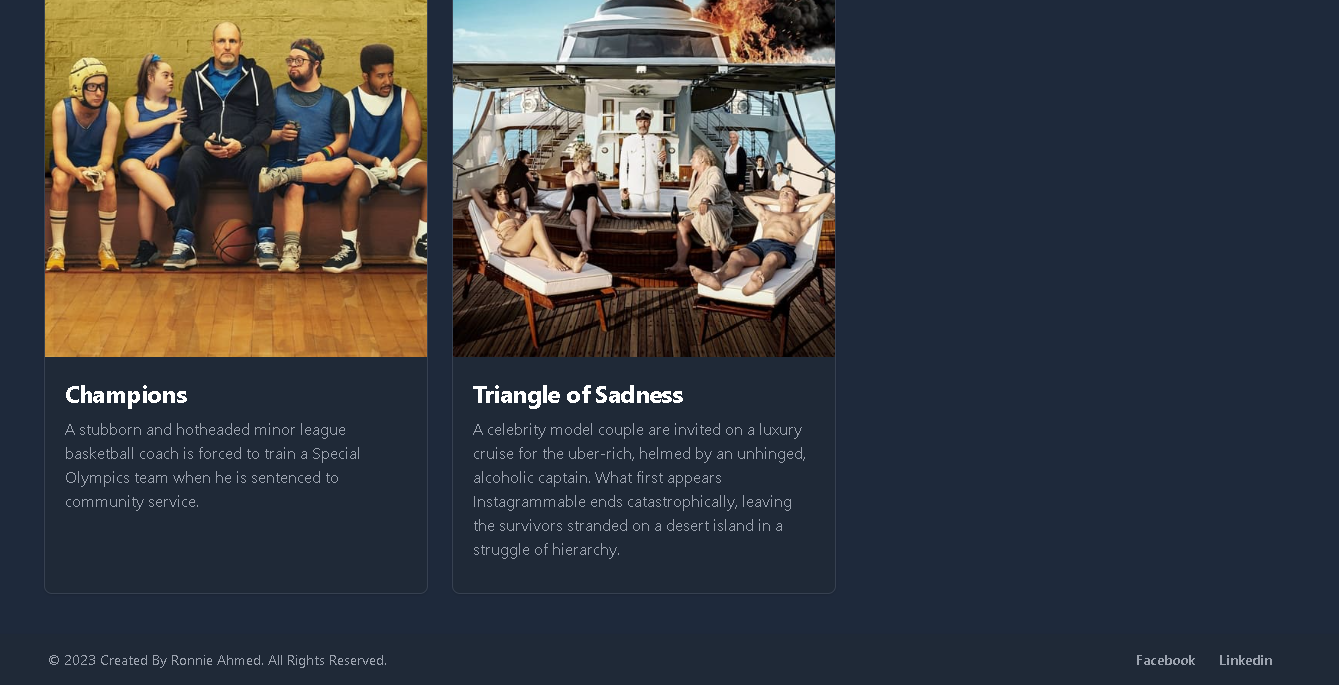 Champions
A stubborn and hotheaded minor league
basketball coach is forced to train a Special
Olympics team when he is sentenced to
community service.
Triangle of Sadness
A celebrity model couple are invited on a luxury
cruise for the uber-rich, helmed by an unhinged,
alcoholic captain. What first appears
Instagrammable ends catastrophically, leaving
the survivors stranded on a desert island in a
struggle of hierarchy.
© 2023 Created By Ronnie Ahmed. All Rights Reserved.
Facebook
Linkedin